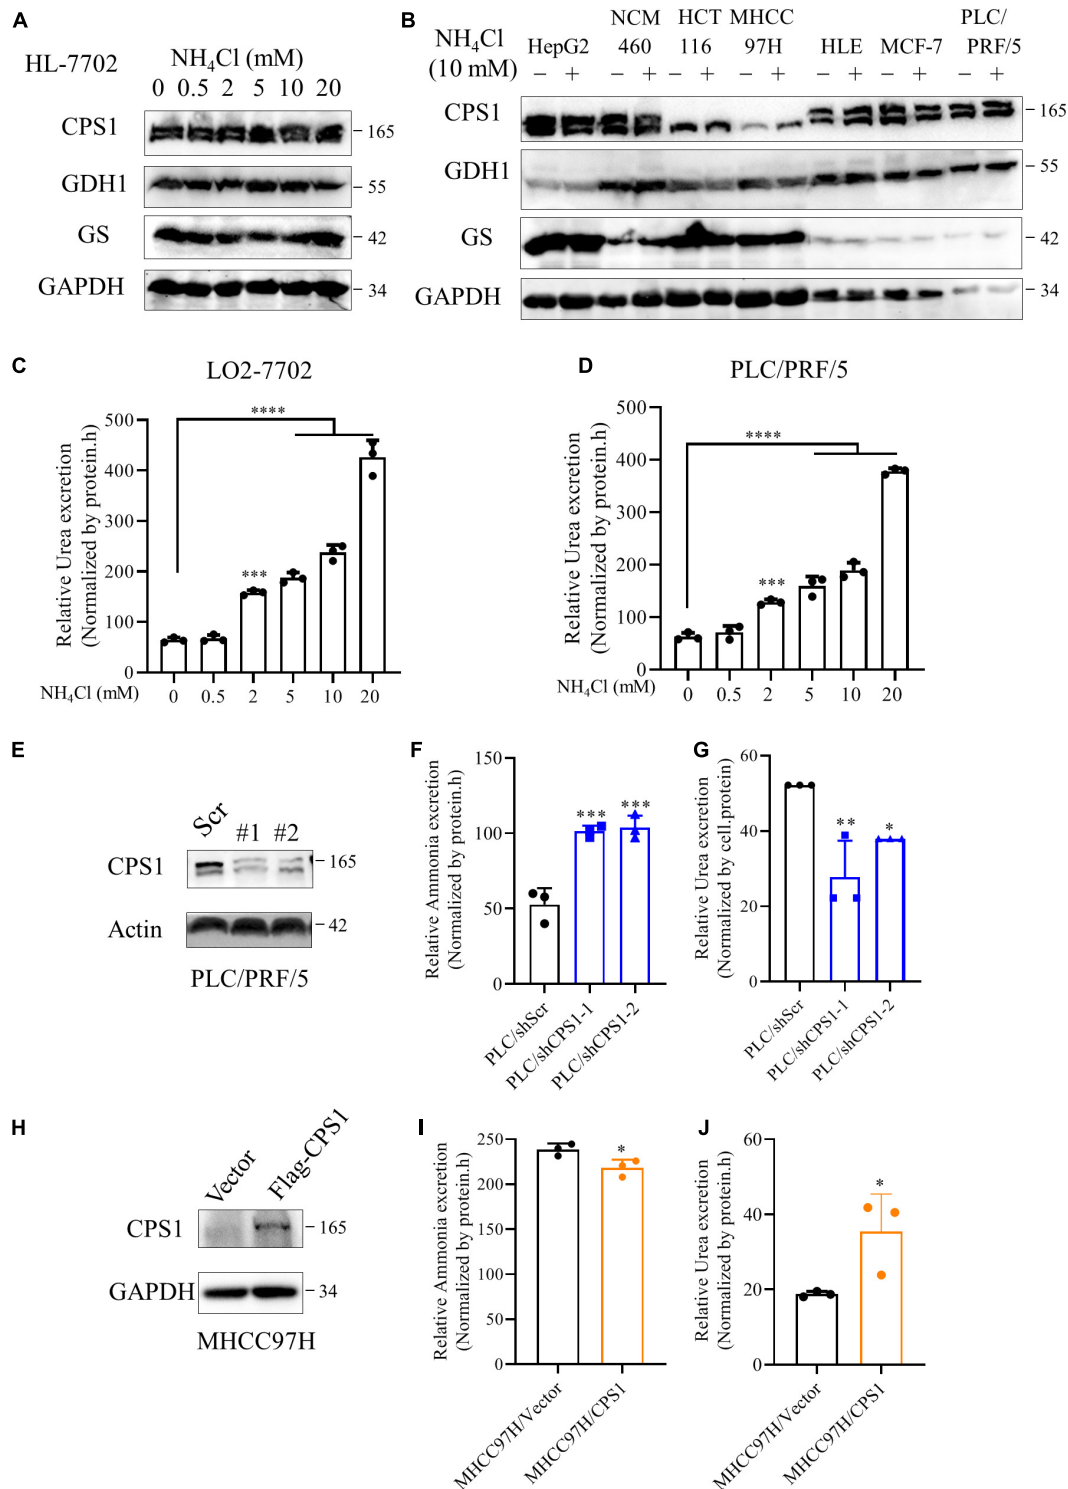 A
HL-7702
NH4Cl (mM)
0 0.5 2 5 10 20
CPS1
165
GDH1
55
GS
42
GAPDH
34
B
NH4Cl
(10 mM)
HepG2
NCM
460
HCT
116
MHCC
97H
HLE
MCF-7
PLC/
PRF/5
– + – + – + – + – + – + – +
CPS1
165
GDH1
55
GS
42
GAPDH
34
C
LO2-7702
Relative Urea excretion
(Normalized by protein.h)
500
400
300
200
100
0
****
***
NH4Cl (mM)
0 0.5 2 5 10 20
D
PLC/PRF/5
Relative Urea excretion
(Normalized by protein.h)
500
400
300
200
100
0
****
***
NH4Cl (mM)
0 0.5 2 5 10 20
E
Scr #1 #2
CPS1
165
Actin
42
PLC/PRF/5
F
Relative Ammonia excretion
(Normalized by protein.h)
150
100
50
0
*** ***
PLC/shScr
PLC/shCPS1-1
PLC/shCPS1-2
G
Relative Urea excretion
(Normalized by cell.protein)
60
40
20
0
** *
PLC/shScr
PLC/shCPS1-1
PLC/shCPS1-2
H
Vector
Flag-CPS1
CPS1
165
GAPDH
34
MHCC97H
I
Relative Ammonia excretion
(Normalized by protein.h)
250
200
150
100
50
0
*
MHCC97H/Vector
MHCC97H/CPS1
J
Relative Urea excretion
(Normalized by protein.h)
60
40
20
0
*
MHCC97H/Vector
MHCC97H/CPS1